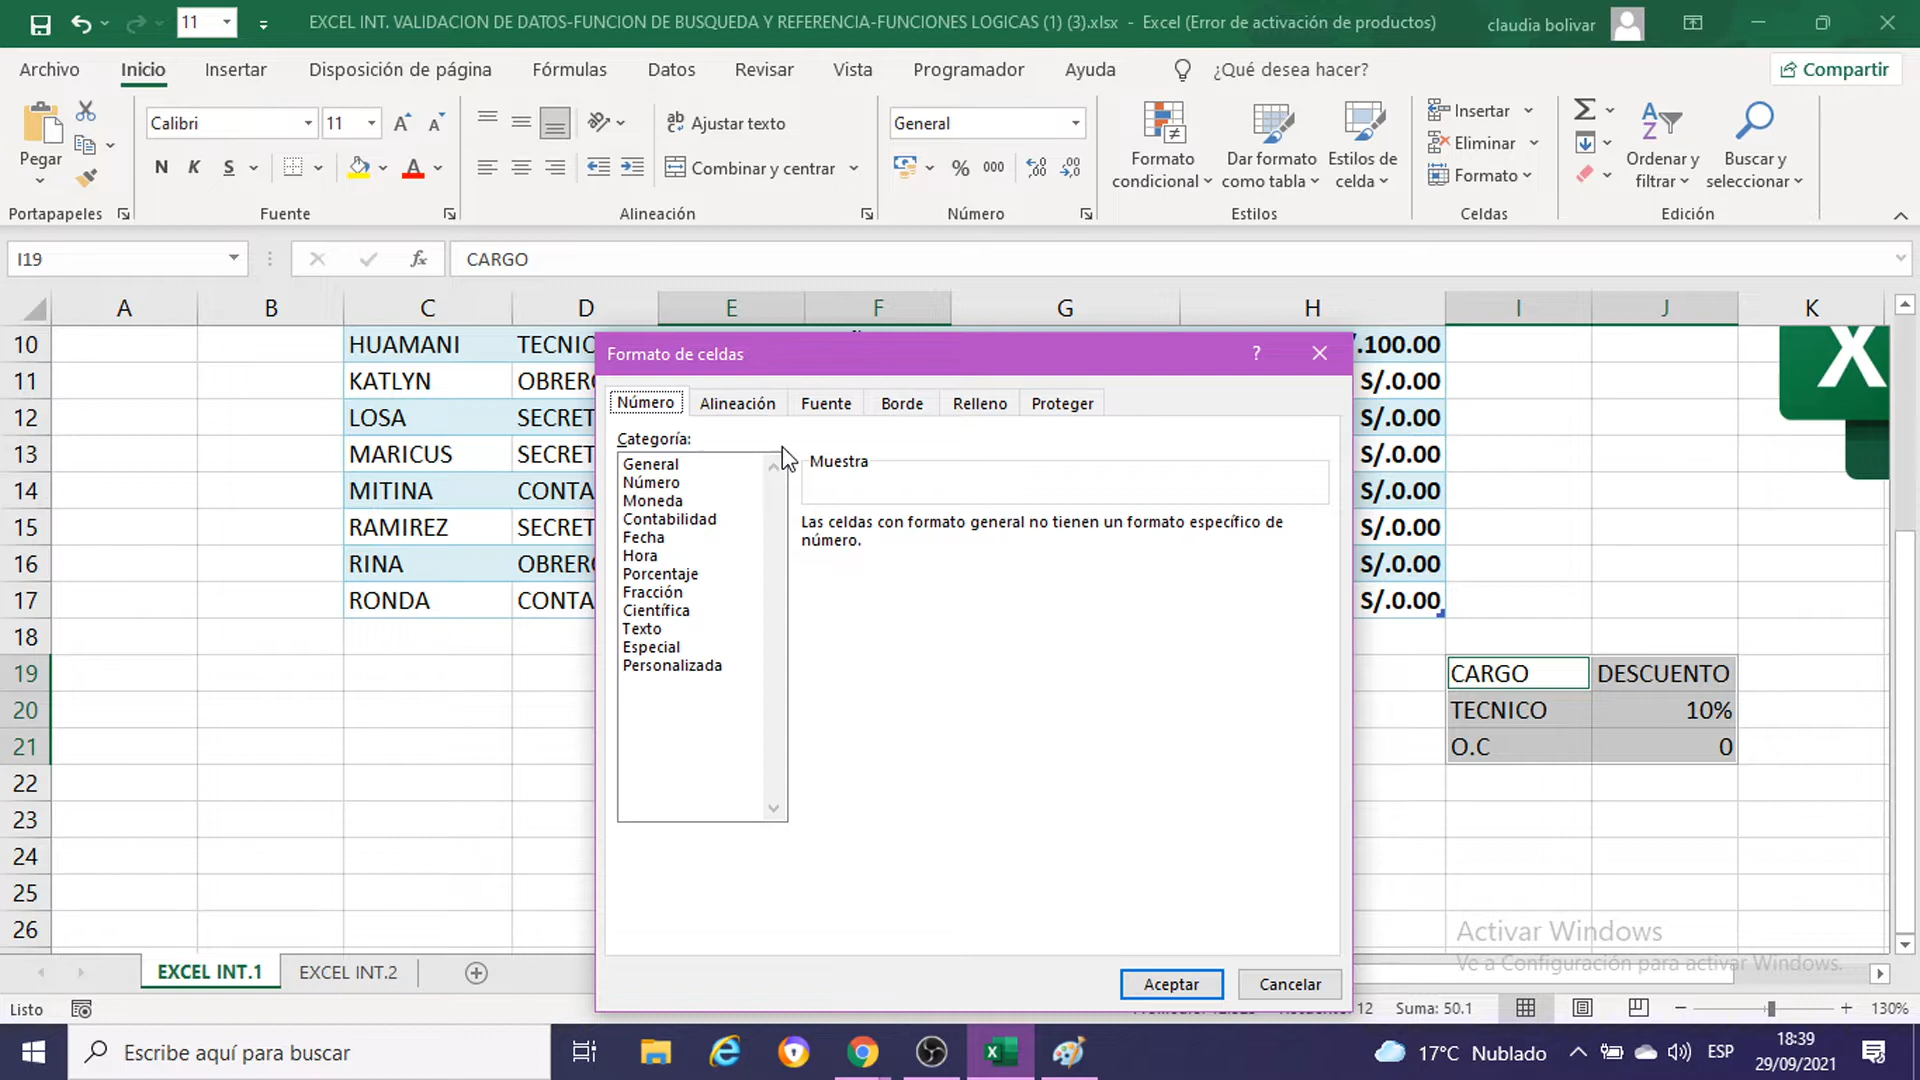 11 EXCEL INT. VALIDACION DE DATOS-FUNCION DE BUSQUEDA Y REFERENCIA-FUNCIONES LOGICAS (1) (3).xlsx - Excel (Error de activación de productos) claudia bolivar
Archivo Inicio Insertar Disposición de página Fórmulas Datos Revisar Vista Programador Ayuda ¿Qué desea hacer? Compartir
Pegar
Portapapeles
Calibri 11
N K S A
Fuente
Ajustar texto
Combinar y centrar
Alineación
General
% 000
Número
Formato condicional
Dar formato como tabla
Estilos de celda
Estilos
Insertar
Eliminar
Formato
Celdas
Ordenar y filtrar
Buscar y seleccionar
Edición
I19 fx CARGO
A B C D E F G H I J K
10 HUAMANI TECNIC .100.00
11 KATLYN OBRER S/.0.00
12 LOSA SECRET S/.0.00
13 MARICUS SECRET S/.0.00
14 MITINA CONTA S/.0.00
15 RAMIREZ SECRET S/.0.00
16 RINA OBRER S/.0.00
17 RONDA CONTA S/.0.00
18
19 CARGO DESCUENTO
20 TECNICO 10%
21 O.C 0
22
23
24
25
26
X
Formato de celdas ?
Número Alineación Fuente Borde Relleno Proteger
Categoría:
General
Número
Moneda
Contabilidad
Fecha
Hora
Porcentaje
Fracción
Científica
Texto
Especial
Personalizada
Muestra
Las celdas con formato general no tienen un formato específico de
número.
Aceptar Cancelar
Activar Windows
Ve a Configuración para activar Windows.
EXCEL INT.1 EXCEL INT.2
Listo 12 Suma: 50.1 130%
Escribe aquí para buscar 17°C Nublado ESP 18:39
29/09/2021